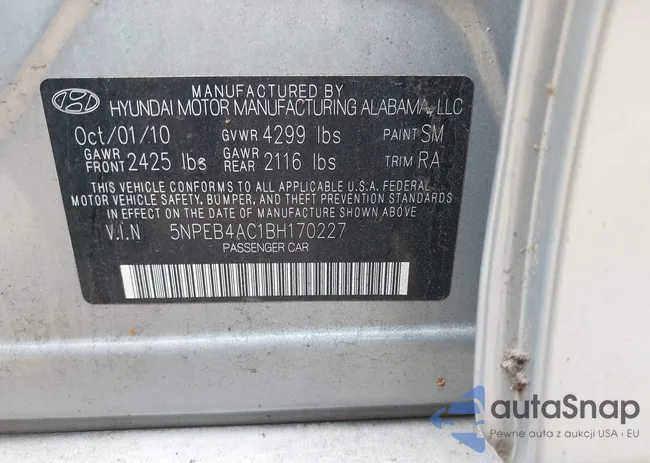 MANUFACTURED BY
HYUNDAI MOTOR MANUFACTURING ALABAMA, LLC
Oct/01/10 GVWR 4299 lbs PAINT SM
GAWR FRONT 2425 lbs GAWR REAR 2116 lbs TRIM RA
THIS VEHICLE CONFORMS TO ALL APPLICABLE U.S.A. FEDERAL
MOTOR VEHICLE SAFETY, BUMPER, AND THEFT PREVENTION STANDARDS
IN EFFECT ON THE DATE OF MANUFACTURE SHOWN ABOVE
V.I.N 5NPEB4AC1BH170227
PASSENGER CAR
autoSnap
Pewne auta z aukcji USA i EU